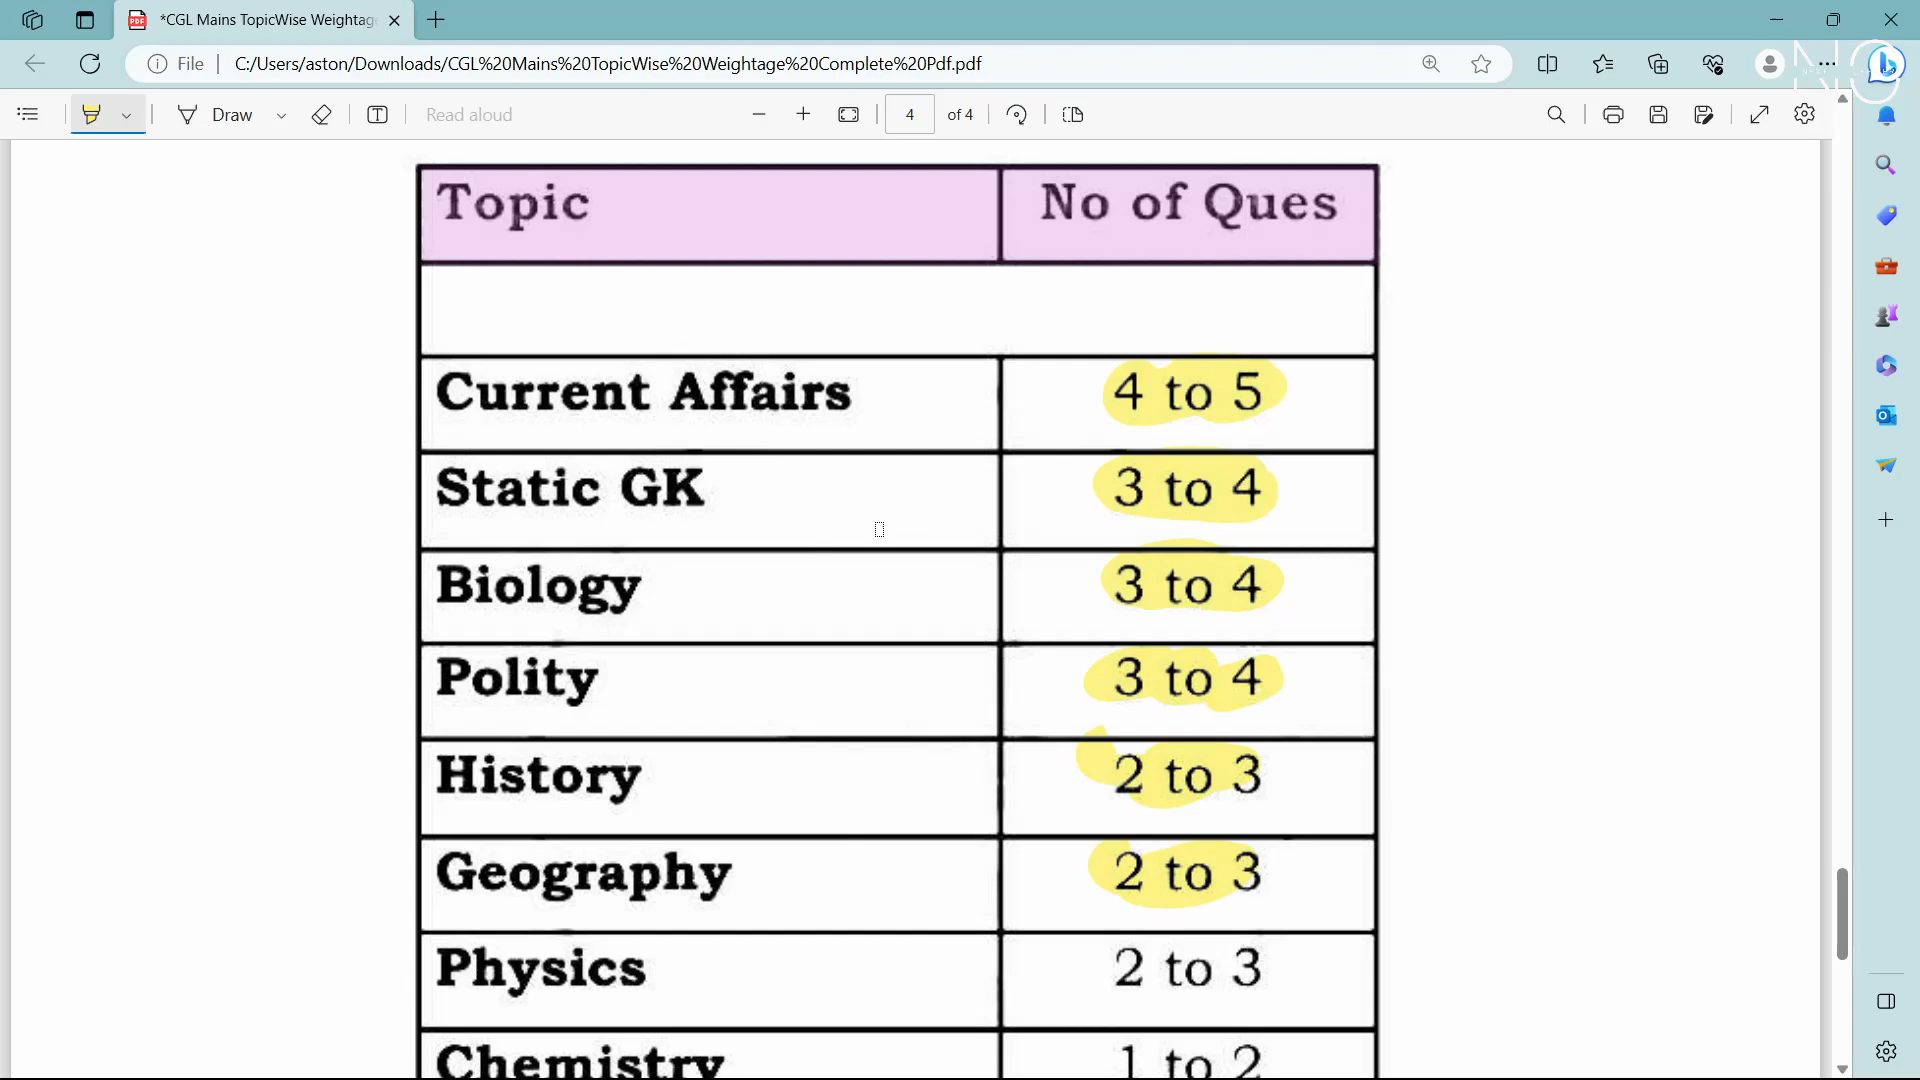 *CGL Mains TopicWise Weightag
File
C:/Users/aston/Downloads/CGL%20Mains%20TopicWise%20Weightage%20Complete%20Pdf.pdf
Draw
Read aloud
4 of 4
Topic No of Ques
Current Affairs 4 to 5
Static GK 3 to 4
Biology 3 to 4
Polity 3 to 4
History 2 to 3
Geography 2 to 3
Physics 2 to 3
Chemistry 1 to 2